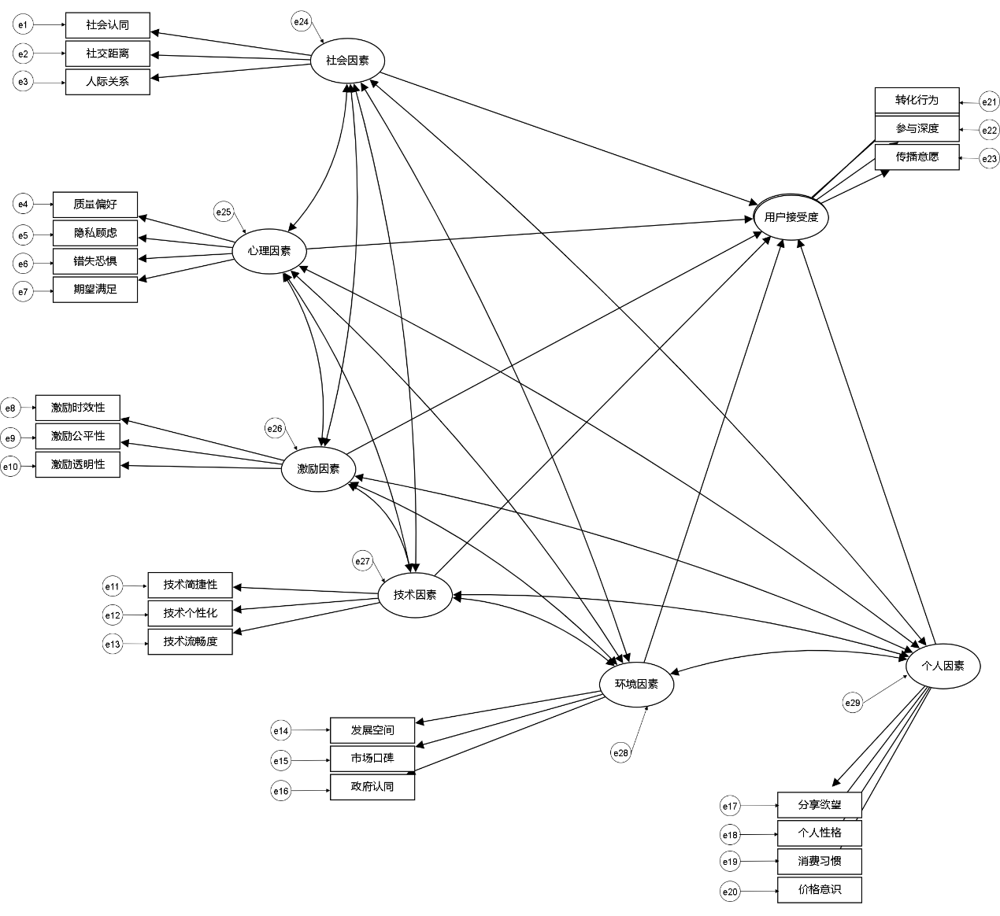 e1
社会认同
e2
社交距离
e3
人际关系
e24
社会因素
转化行为
e21
参与深度
e22
传播意愿
e23
用户接受度
e4
质量偏好
e5
隐私顾虑
e6
错失恐惧
e7
期望满足
e25
心理因素
e8
激励时效性
e9
激励公平性
e10
激励透明性
e26
激励因素
e27
技术因素
e11
技术简捷性
e12
技术个性化
e13
技术流畅度
环境因素
e28
e14
发展空间
e15
市场口碑
e16
政府认同
个人因素
e29
e17
分享欲望
e18
个人性格
e19
消费习惯
e20
价格意识